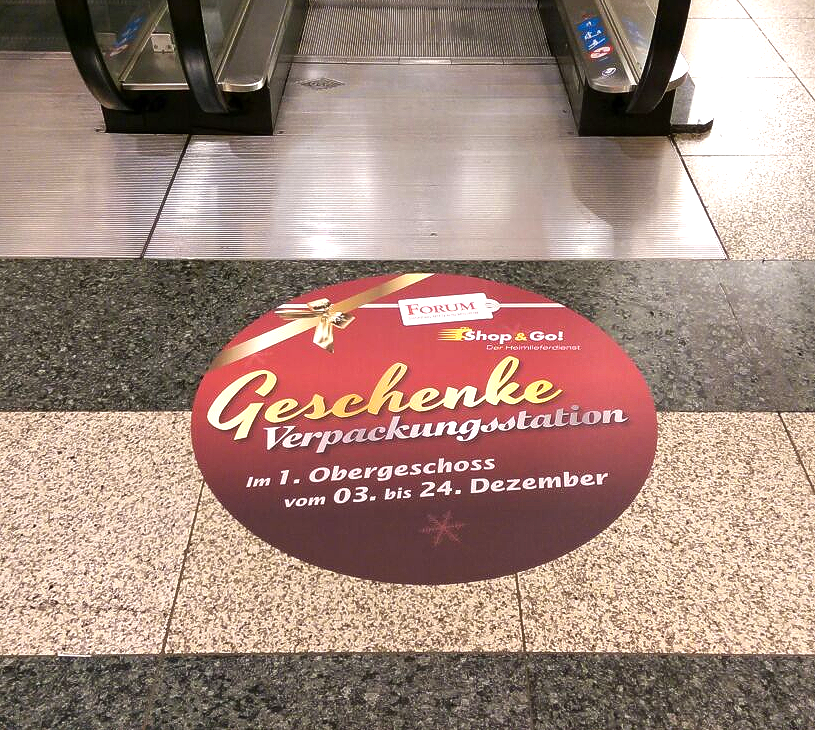 FORUM
Shop & Go!
Der Heimlieferdienst
Geschenke
Verpackungsstation
Im 1. Obergeschoss
vom 03. bis 24. Dezember